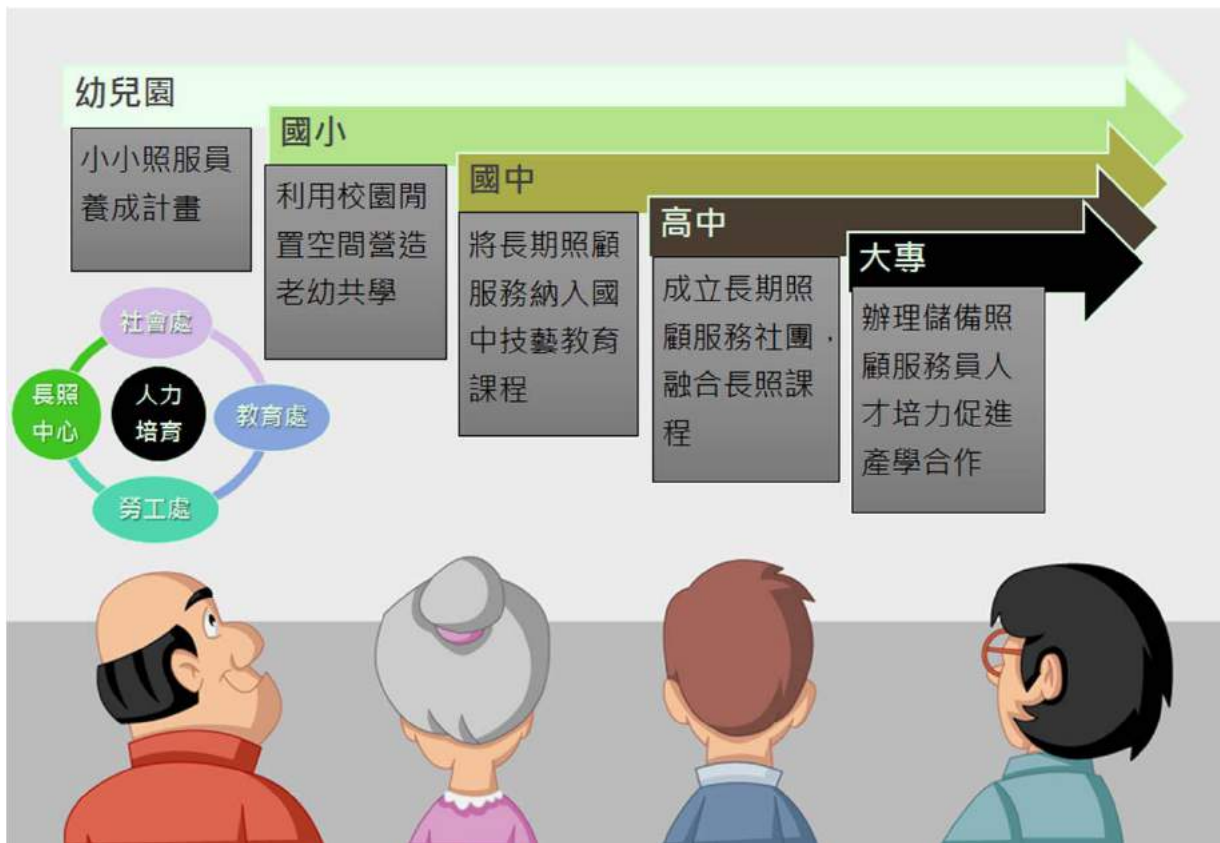 幼兒園
小小照服員
養成計畫
國小
利用校園閒
置空間營造
老幼共學
國中
將長期照顧
服務納入國
中技藝教育
課程
高中
成立長期照
顧服務社團，
融合長照課
程
大專
辦理儲備照
顧服務員人
才培力促進
產學合作
社會處
長照
中心
人力
培育
教育處
勞工處